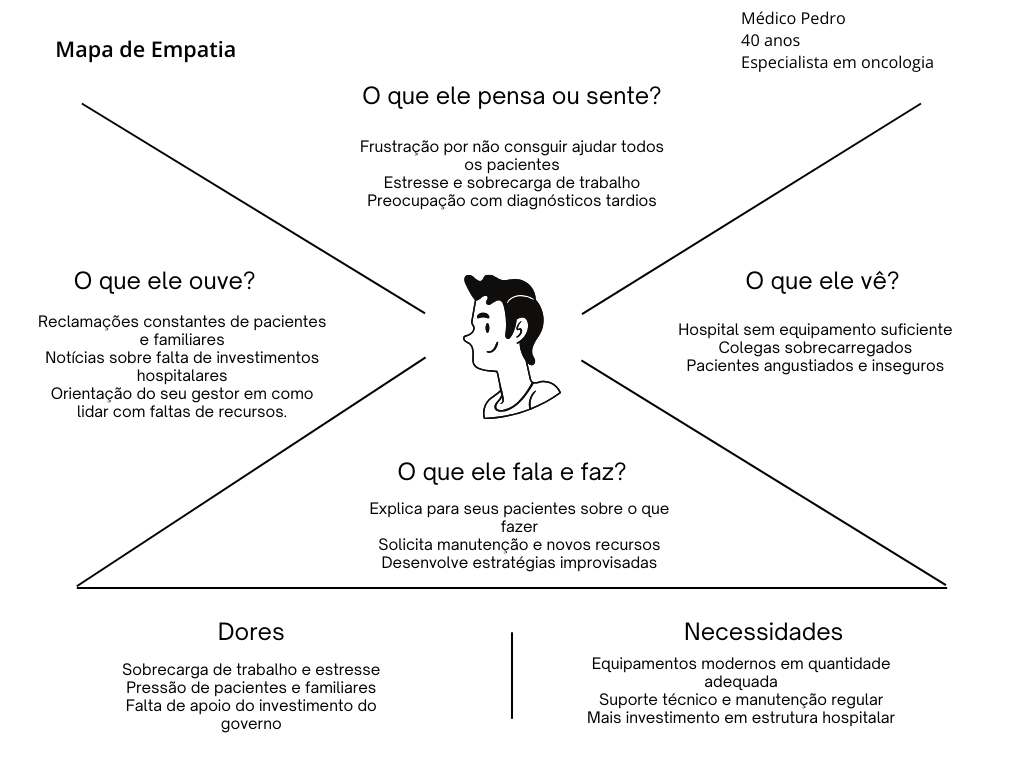 Mapa de Empatia
Médico Pedro
40 anos
Especialista em oncologia
O que ele pensa ou sente?
Frustração por não consguir ajudar todos
os pacientes
Estresse e sobrecarga de trabalho
Preocupação com diagnósticos tardios
O que ele ouve?
Reclamações constantes de pacientes
e familiares
Notícias sobre falta de investimentos
hospitalares
Orientação do seu gestor em como
lidar com faltas de recursos.
O que ele vê?
Hospital sem equipamento suficiente
Colegas sobrecarregados
Pacientes angustiados e inseguros
O que ele fala e faz?
Explica para seus pacientes sobre o que
fazer
Solicita manutenção e novos recursos
Desenvolve estratégias improvisadas
Dores
Sobrecarga de trabalho e estresse
Pressão de pacientes e familiares
Falta de apoio do investimento do
governo
Necessidades
Equipamentos modernos em quantidade
adequada
Suporte técnico e manutenção regular
Mais investimento em estrutura hospitalar